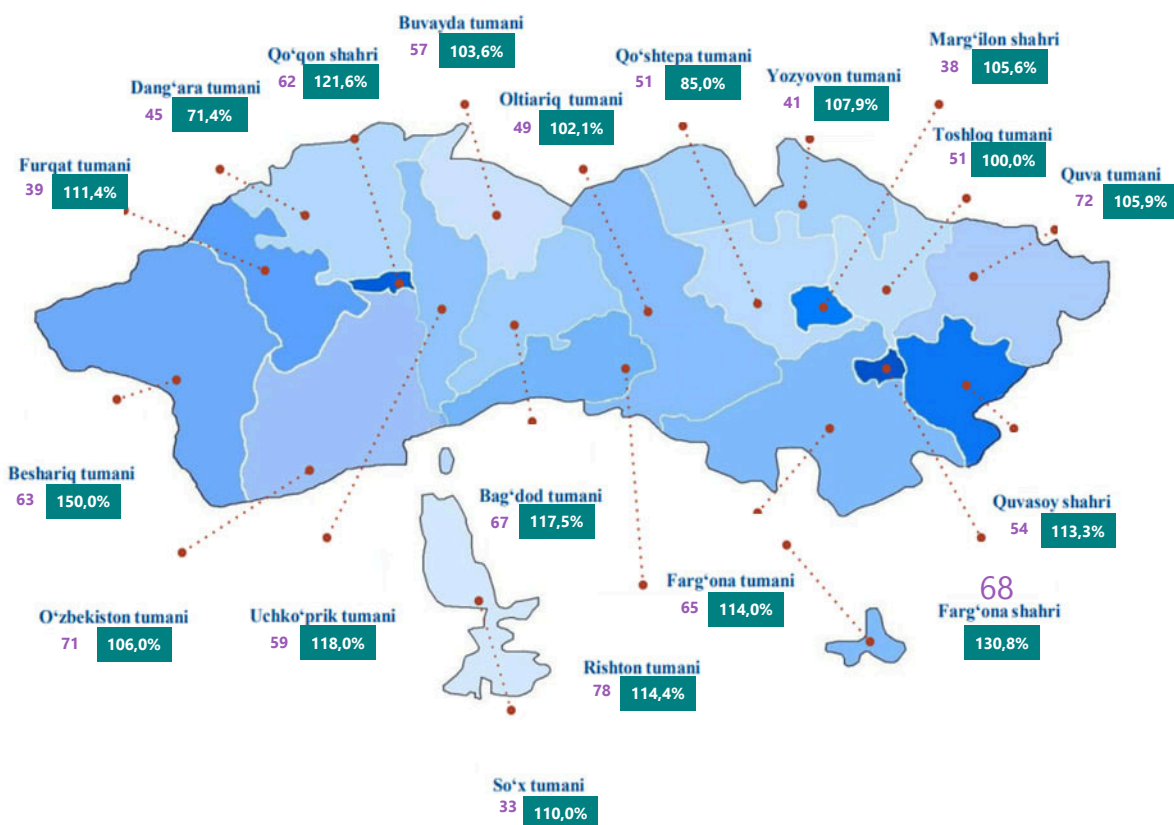 Buvayda tumani
57 103,6%
Qo‘qon shahri
62 121,6%
Dang‘ara tumani
45 71,4%
Furqat tumani
39 111,4%
Oltiariq tumani
49 102,1%
Qo‘shtepa tumani
51 85,0%
Yozyovon tumani
41 107,9%
Marg‘ilon shahri
38 105,6%
Toshloq tumani
51 100,0%
Quva tumani
72 105,9%
Beshariq tumani
63 150,0%
Bag‘dod tumani
67 117,5%
Quvasoy shahri
54 113,3%
O‘zbekiston tumani
71 106,0%
Uchko‘prik tumani
59 118,0%
Farg‘ona tumani
65 114,0%
68
Farg‘ona shahri
130,8%
Rishton tumani
78 114,4%
So‘x tumani
33 110,0%